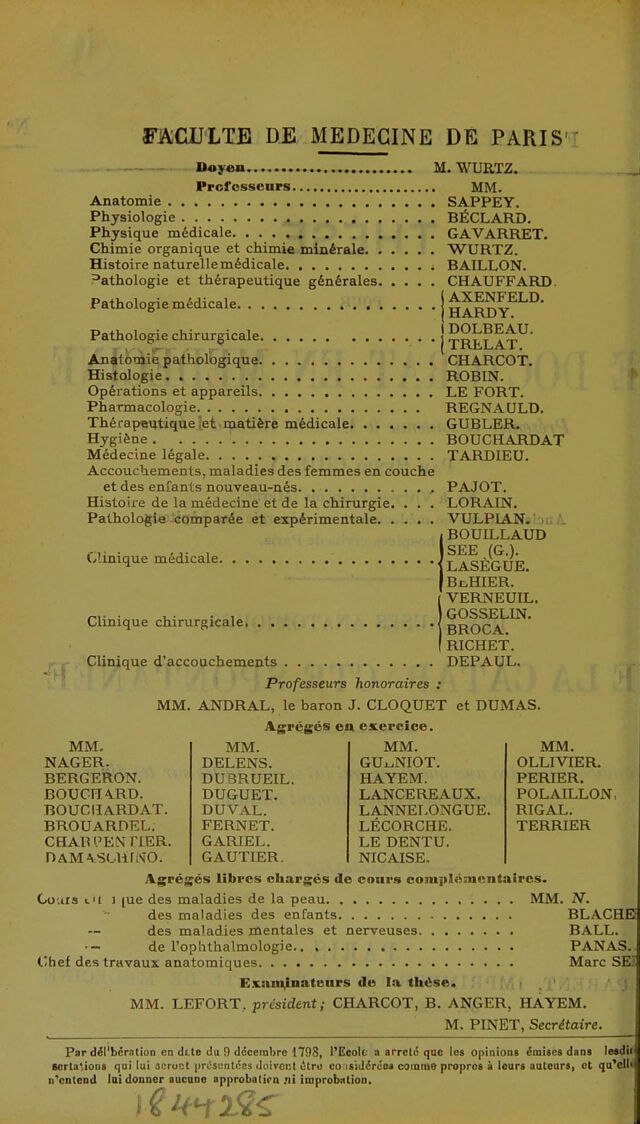 FACULTE DE MEDECINE DE PARIS
Doyen........................ M. WURTZ.
Professeurs..................... MM.
Anatomie . . . . . . . . . . . . . . . . . . . . . SAPPEY.
Physiologie . . . . . . . . . . . . . . . . . . . . BÉCLARD.
Physique médicale. . . . . . . . . . . . . . . . GAVARRET.
Chimie organique et chimie minérale. . . . . . WURTZ.
Histoire naturelle médicale. . . . . . . . . . . . BAILLON.
Pathologie et thérapeutique générales. . . . . CHAUFFARD.
Pathologie médicale. . . . . . . . . . . . . . . . { AXENFELD.
HARDY.
Pathologie chirurgicale. . . . . . . . . . . . . . { DOLBEAU.
TRELAT.
Anatomie pathologique. . . . . . . . . . . . . . CHARCOT.
Histologie. . . . . . . . . . . . . . . . . . . . . ROBIN.
Opérations et appareils. . . . . . . . . . . . . . LE FORT.
Pharmacologie. . . . . . . . . . . . . . . . . . REGNAULD.
Thérapeutique et matière médicale. . . . . . . GUBLER.
Hygiène . . . . . . . . . . . . . . . . . . . . . . BOUCHARDAT
Médecine légale. . . . . . . . . . . . . . . . . . TARDIEU.
Accouchements, maladies des femmes en couche
et des enfants nouveau-nés. . . . . . . . . . . PAJOT.
Histoire de la médecine et de la chirurgie. . . . LORAIN.
Pathologie comparée et expérimentale. . . . . VULPIAN.
Clinique médicale. . . . . . . . . . . . . . . . . { BOUILLAUD
SEE (G.).
LASÈGUE.
BÉHIER.
Clinique chirurgicale. . . . . . . . . . . . . . . { VERNEUIL.
GOSSELIN.
BROCA.
RICHET.
Clinique d'accouchements . . . . . . . . . . . . DEPAUL.
Professeurs honoraires :
MM. ANDRAL, le baron J. CLOQUET et DUMAS.
Agrégés en exercice.
MM. MM. MM. MM.
NAGER. DELENS. GUÉNIOT. OLLIVIER.
BERGERON. DUBRUEIL. HAYEM. PERIER.
BOUCHARD. DUGUET. LANCEREAUX. POLAILLON.
BOUCHARDAT. DUVAL. LANNELONGUE. RIGAL.
BROUARDEL. FERNET. LÉCORCHE. TERRIER
CHARPENTIER. GARIEL. LE DENTU.
DAMASCHINO. GAUTIER. NICAISE.
Agrégés libres chargés de cours complémentaires.
Cours clinique des maladies de la peau. . . . . . . . . . . . . . . MM. N.
des maladies des enfants. . . . . . . . . . . . . . BLACHE
— des maladies mentales et nerveuses. . . . . . . . BALL.
— de l'ophthalmologie. . . . . . . . . . . . . . . . . PANAS.
Chef des travaux anatomiques. . . . . . . . . . . . . . . . . . . . Marc SE
Examinateurs de la thèse.
MM. LEFORT, président; CHARCOT, B. ANGER, HAYEM.
M. PINET, Secrétaire.
Par délibération en date du 9 décembre 1798, l'Ecole a arreté que les opinions émises dans lesdit
sertations qui lui seront présentées doivent être considérées comme propres à leurs auteurs, et qu'elle
n'entend lui donner aucune approbation ni improbation.
1844285